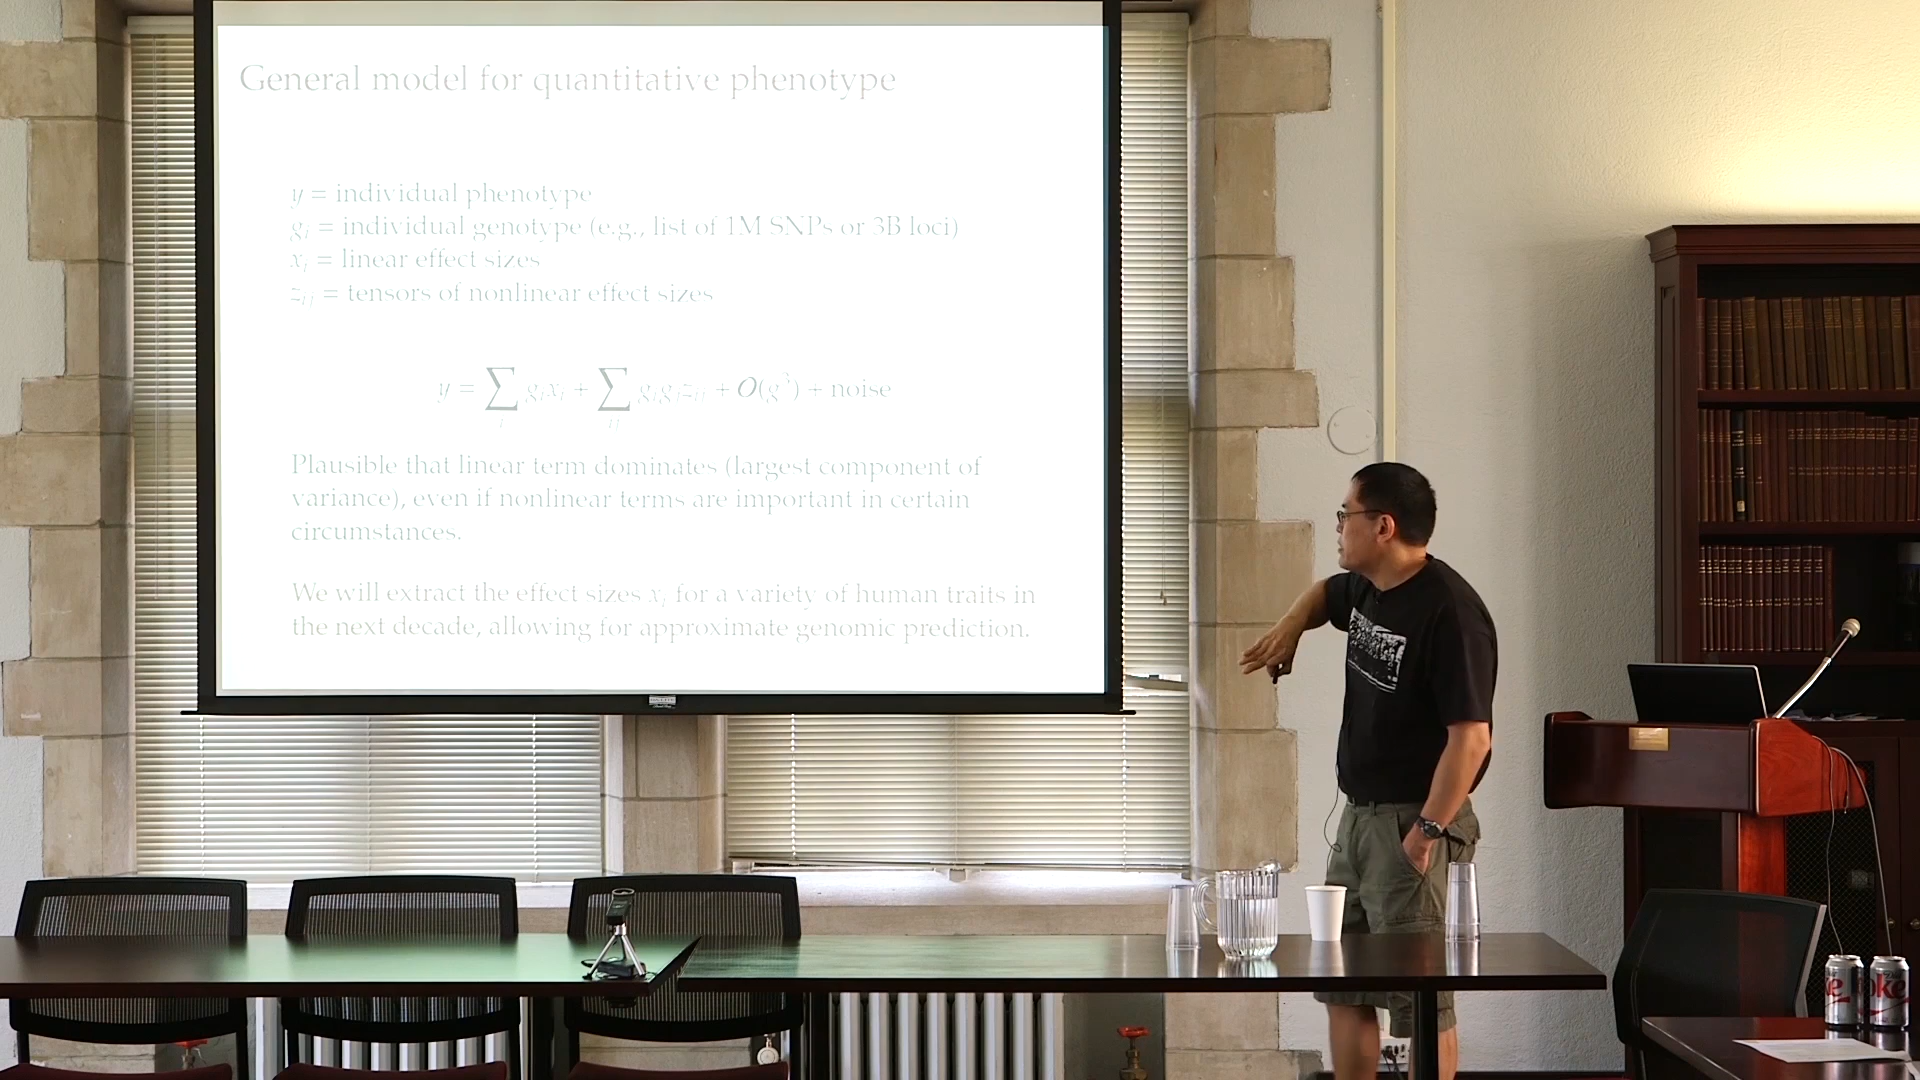 General model for quantitative phenotype
y = individual phenotype
gᵢ = individual genotype (e.g., list of 1M SNPs or 3B loci)
xᵢ = linear effect sizes
zᵢⱼ = tensors of nonlinear effect sizes
y = ∑ᵢ gᵢxᵢ + ∑ᵢⱼ gᵢgⱼzᵢⱼ + O(g³) + noise
Plausible that linear term dominates (largest component of
variance), even if nonlinear terms are important in certain
circumstances.
We will extract the effect sizes xᵢ for a variety of human traits in
the next decade, allowing for approximate genomic prediction.
ke
oke